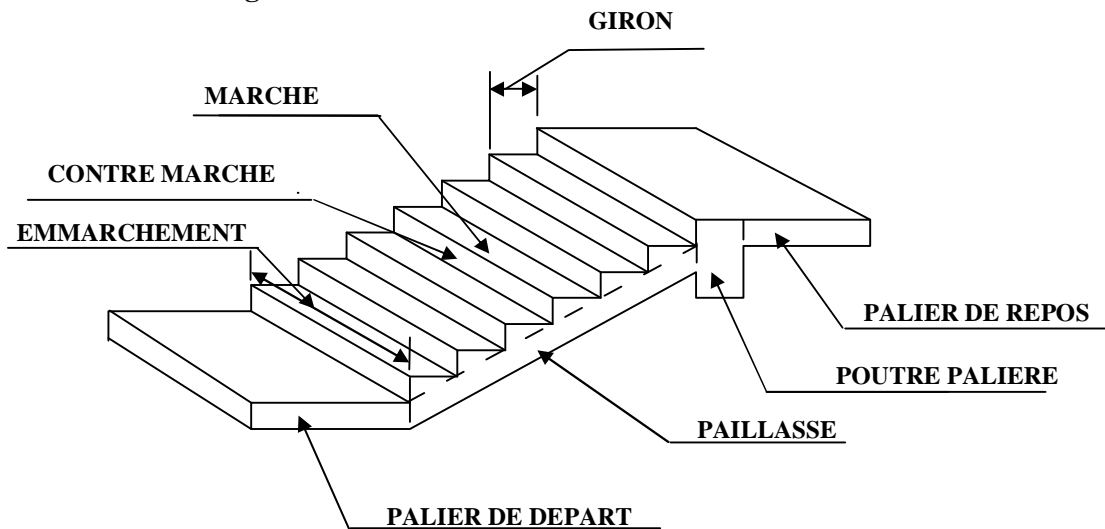 g
GIRON
MARCHE
CONTRE MARCHE
EMMARCHEMENT
PALIER DE REPOS
POUTRE PALIERE
PAILLASSE
PALIER DE DEPART